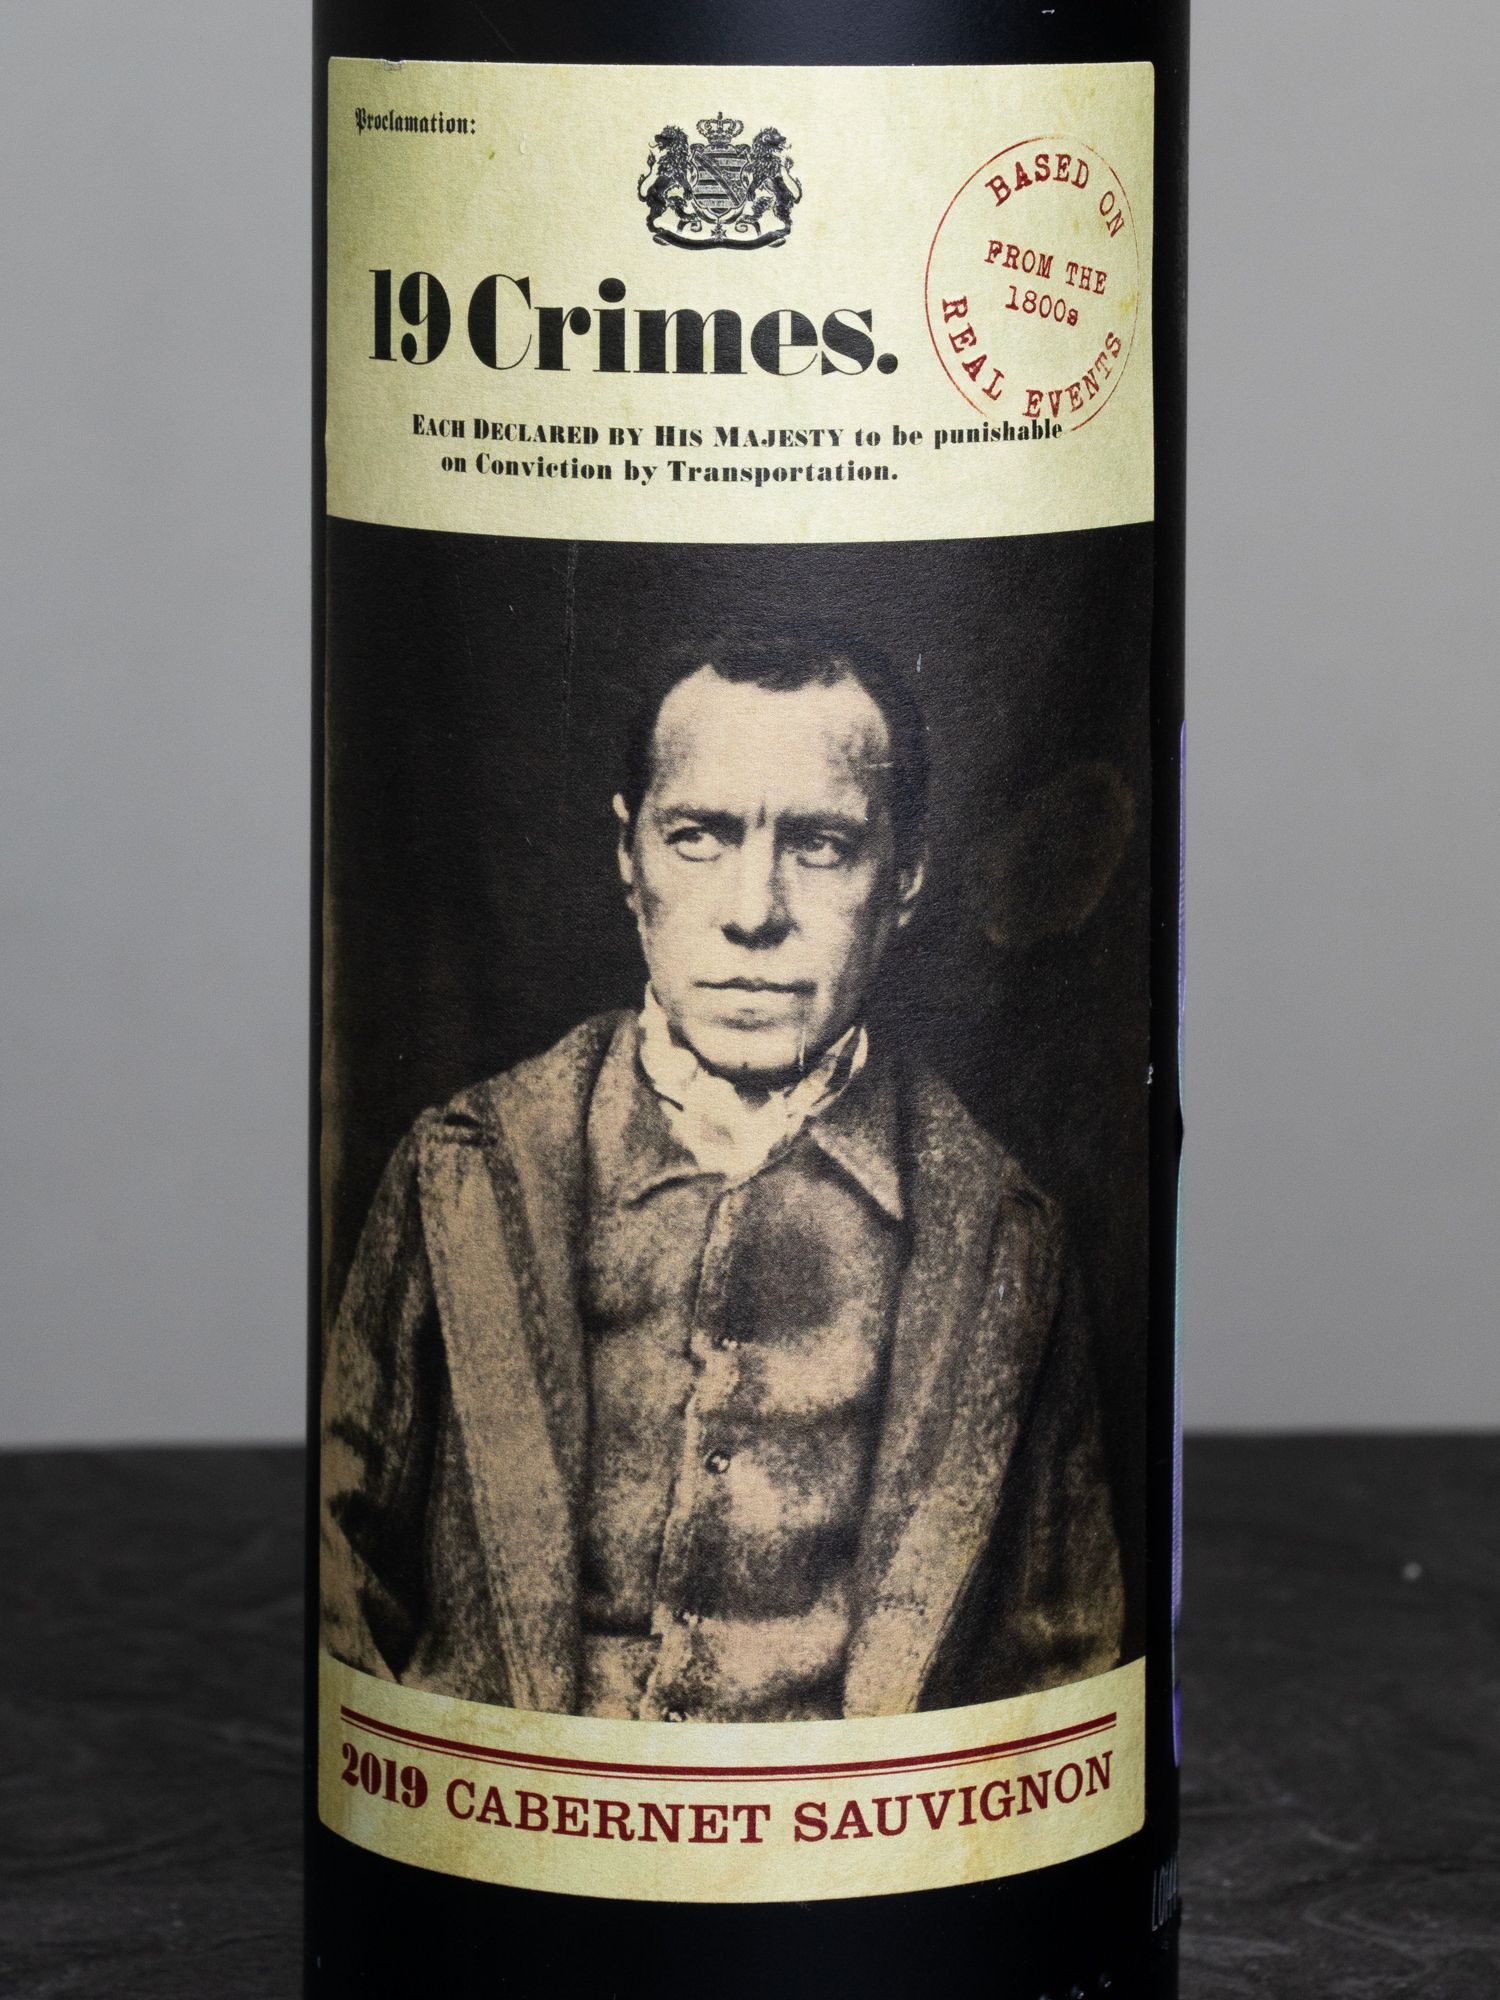 Proclamation:
BASED ON
FROM THE
1800s
REAL EVENTS
19 Crimes.
EACH DECLARED BY HIS MAJESTY to be punishable
on Conviction by Transportation.
2019 CABERNET SAUVIGNON